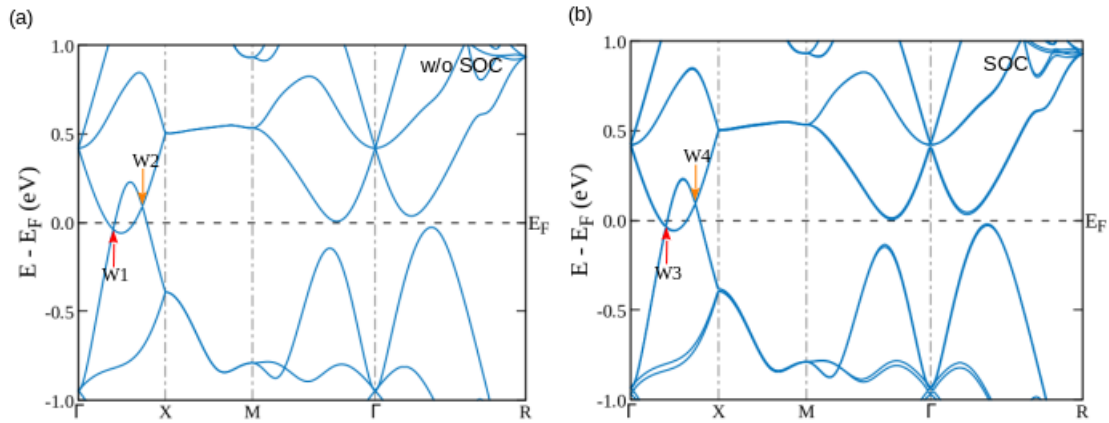 (a)
(b)
w/o SOC
SOC
1.0
0.5
0.0
-0.5
-1.0
E - E_F (eV)
W2
W1
E_F
Γ
X
M
Γ
R
1.0
0.5
0.0
-0.5
-1.0
E - E_F (eV)
W4
W3
E_F
Γ
X
M
Γ
R